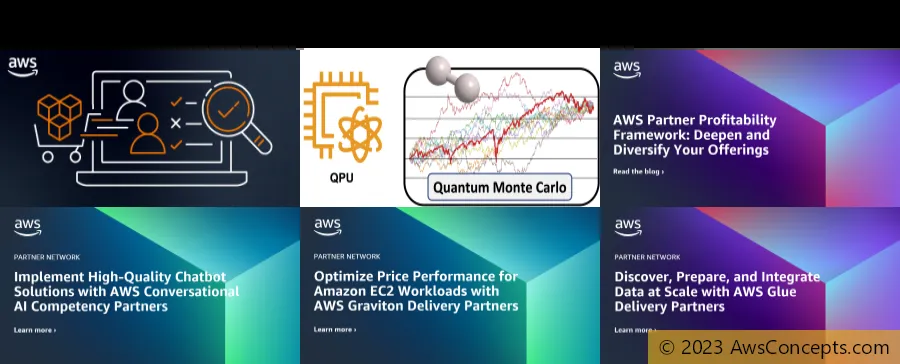 aws
QPU
Quantum Monte Carlo
aws
AWS Partner Profitability
Framework: Deepen and
Diversify Your Offerings
Read the blog ›
aws
PARTNER NETWORK
Implement High-Quality Chatbot
Solutions with AWS Conversational
AI Competency Partners
Learn more ›
aws
PARTNER NETWORK
Optimize Price Performance for
Amazon EC2 Workloads with
AWS Graviton Delivery Partners
Learn more ›
aws
PARTNER NETWORK
Discover, Prepare, and Integrate
Data at Scale with AWS Glue
Delivery Partners
Learn more ›
© 2023 AwsConcepts.com